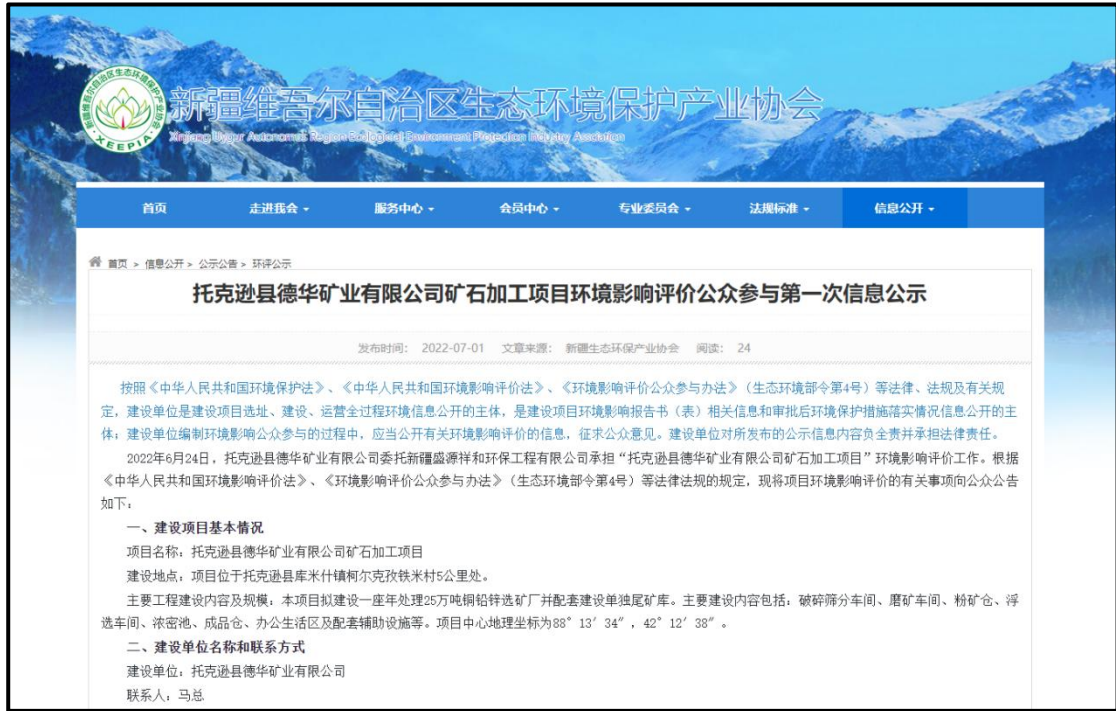 新疆维吾尔自治区生态环境保护产业协会
Xinjiang Uygur Autonomous Region Ecological Environment Protection Industry Association
XEEPIA
首页 走进我会 服务中心 会员中心 专业委员会 法规标准 信息公开
首页 > 信息公开 > 公示公告 > 环评公示
托克逊县德华矿业有限公司矿石加工项目环境影响评价公众参与第一次信息公示
发布时间: 2022-07-01 文章来源: 新疆生态环保产业协会 阅读: 24
按照《中华人民共和国环境保护法》、《中华人民共和国环境影响评价法》、《环境影响评价公众参与办法》（生态环境部令第4号）等法律、法规及有关规
定，建设单位是建设项目选址、建设、运营全过程环境信息公开的主体，是建设项目环境影响报告书（表）相关信息和审批后环境保护措施落实情况信息公开的主
体；建设单位编制环境影响公众参与的过程中，应当公开有关环境影响评价的信息，征求公众意见。建设单位对所发布的公示信息内容负全责并承担法律责任。
2022年6月24日，托克逊县德华矿业有限公司委托新疆盛源祥和环保工程有限公司承担“托克逊县德华矿业有限公司矿石加工项目”环境影响评价工作。根据
《中华人民共和国环境影响评价法》、《环境影响评价公众参与办法》（生态环境部令第4号）等法律法规的规定，现将项目环境影响评价的有关事项向公众公告
如下：
一、建设项目基本情况
项目名称：托克逊县德华矿业有限公司矿石加工项目
建设地点：项目位于托克逊县库米什镇柯尔克孜铁米村5公里处。
主要工程建设内容及规模：本项目拟建设一座年处理25万吨铜铅锌选矿厂并配套建设单独尾矿库。主要建设内容包括：破碎筛分车间、磨矿车间、粉矿仓、浮
选车间、浓密池、成品仓、办公生活区及配套辅助设施等。项目中心地理坐标为88° 13′ 34″，42° 12′ 38″。
二、建设单位名称和联系方式
建设单位：托克逊县德华矿业有限公司
联系人：马总